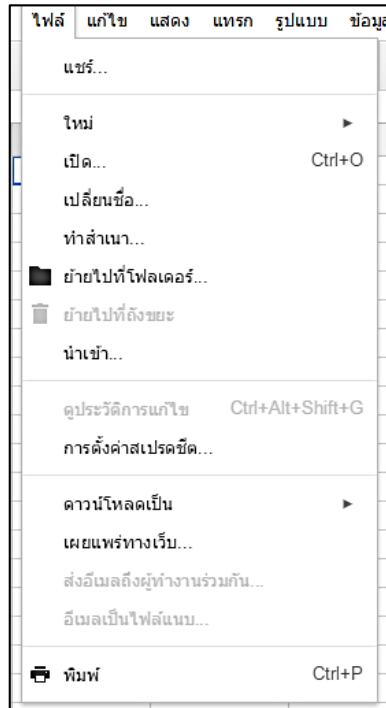 ไฟล์ แก้ไข แสดง แทรก รูปแบบ ข้อมูล
แชร์...
ใหม่ ►
เปิด... Ctrl+O
เปลี่ยนชื่อ...
ทำสำเนา...
ย้ายไปที่โฟลเดอร์...
ย้ายไปที่ถังขยะ
นำเข้า...
ดูประวัติการแก้ไข Ctrl+Alt+Shift+G
การตั้งค่าสเปรดชีต...
ดาวน์โหลดเป็น ►
เผยแพร่ทางเว็บ...
ส่งอีเมลถึงผู้ทำงานร่วมกัน...
อีเมลเป็นไฟล์แนบ...
พิมพ์ Ctrl+P